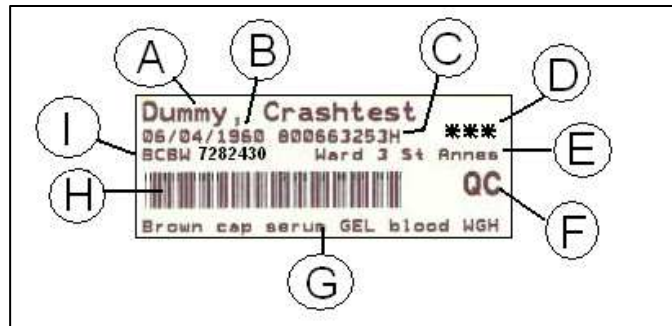 A B C D
Dummy, Crashtest
06/04/1960 800663253H ***
I BCBW 7282430 Ward 3 St Annes E
H QC F
Brown cap serum GEL blood WGH
G